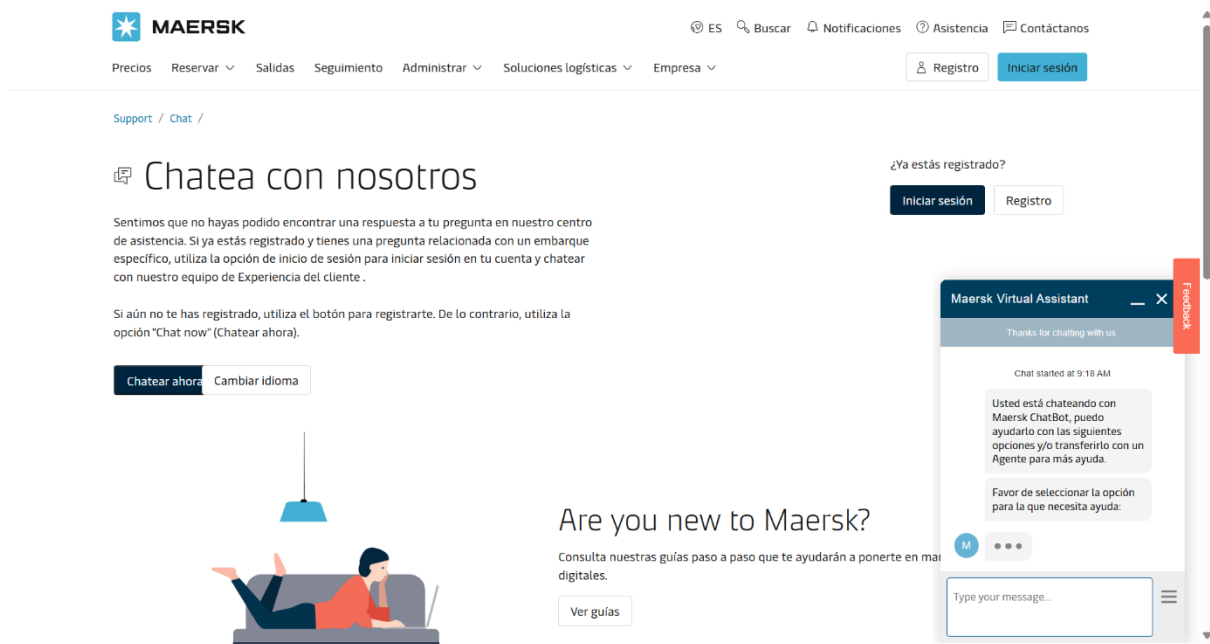 MAERSK
ES Buscar Notificaciones Asistencia Contáctanos
Precios Reservar Salidas Seguimiento Administrar Soluciones logísticas Empresa
Registro Iniciar sesión
Support / Chat /
Chatea con nosotros
Sentimos que no hayas podido encontrar una respuesta a tu pregunta en nuestro centro
de asistencia. Si ya estás registrado y tienes una pregunta relacionada con un embarque
específico, utiliza la opción de inicio de sesión para iniciar sesión en tu cuenta y chatear
con nuestro equipo de Experiencia del cliente .
Si aún no te has registrado, utiliza el botón para registrarte. De lo contrario, utiliza la
opción "Chat now" (Chatear ahora).
Chatear ahora Cambiar idioma
¿Ya estás registrado?
Iniciar sesión Registro
Are you new to Maersk?
Consulta nuestras guías paso a paso que te ayudarán a ponerte en mar
digitales.
Ver guías
Feedback
Maersk Virtual Assistant
Thanks for chatting with us.
Chat started at 9:18 AM
Usted está chateando con
Maersk ChatBot, puedo
ayudarlo con las siguientes
opciones y/o transferirlo con un
Agente para más ayuda.
Favor de seleccionar la opción
para la que necesita ayuda:
M
Type your message...